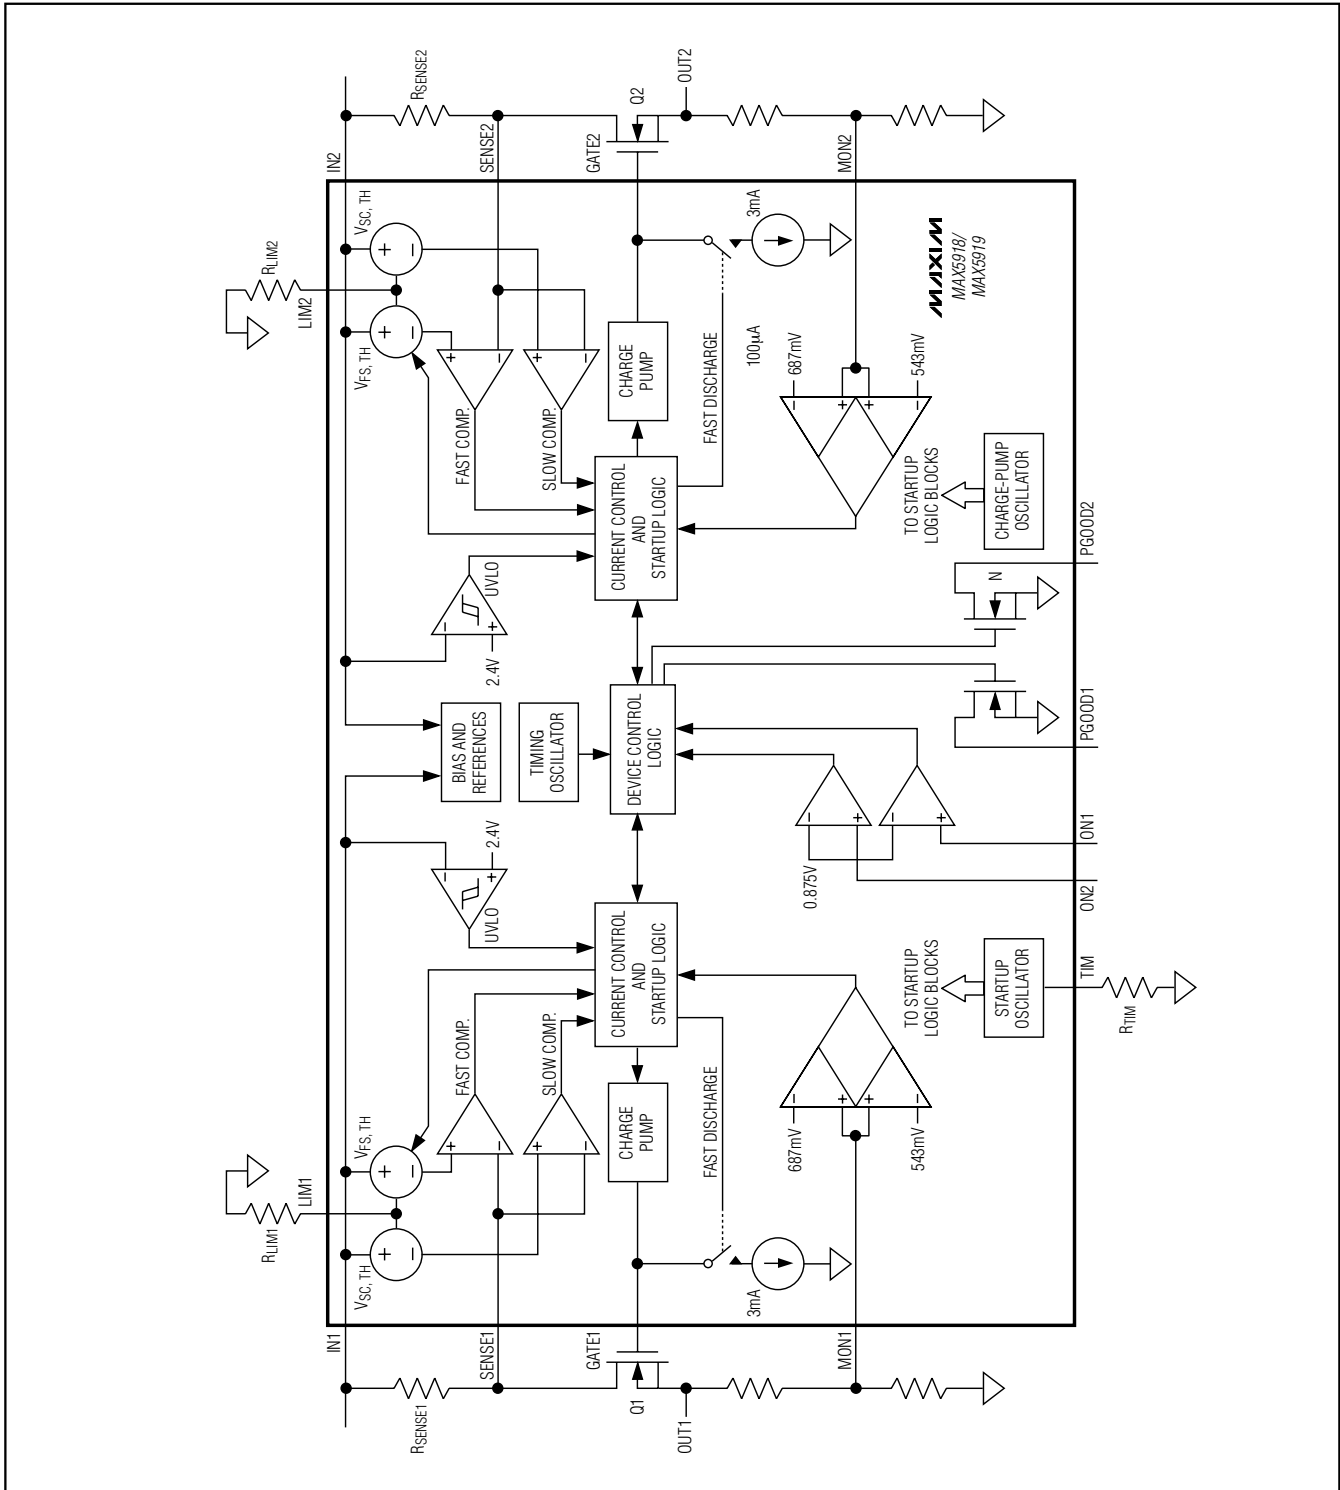 RSENSE1
IN1
SENSE1
Q1
GATE1
OUT1
MON1
RLIM1
LIM1
VSC, TH
VFS, TH
FAST COMP.
SLOW COMP.
CHARGE
PUMP
FAST DISCHARGE
3mA
687mV
543mV
UVLO
2.4V
CURRENT CONTROL
AND
STARTUP LOGIC
TO STARTUP
LOGIC BLOCKS
STARTUP
OSCILLATOR
TIM
RTIM
BIAS AND
REFERENCES
TIMING
OSCILLATOR
DEVICE CONTROL
LOGIC
0.875V
ON2
ON1
PGOOD1
PGOOD2
N
2.4V
UVLO
CURRENT CONTROL
AND
STARTUP LOGIC
TO STARTUP
LOGIC BLOCKS
CHARGE-PUMP
OSCILLATOR
FAST COMP.
SLOW COMP.
CHARGE
PUMP
FAST DISCHARGE
100µA
3mA
687mV
543mV
VFS, TH
VSC, TH
LIM2
RLIM2
MAXIM
MAX5918/
MAX5919
IN2
RSENSE2
SENSE2
GATE2
Q2
OUT2
MON2